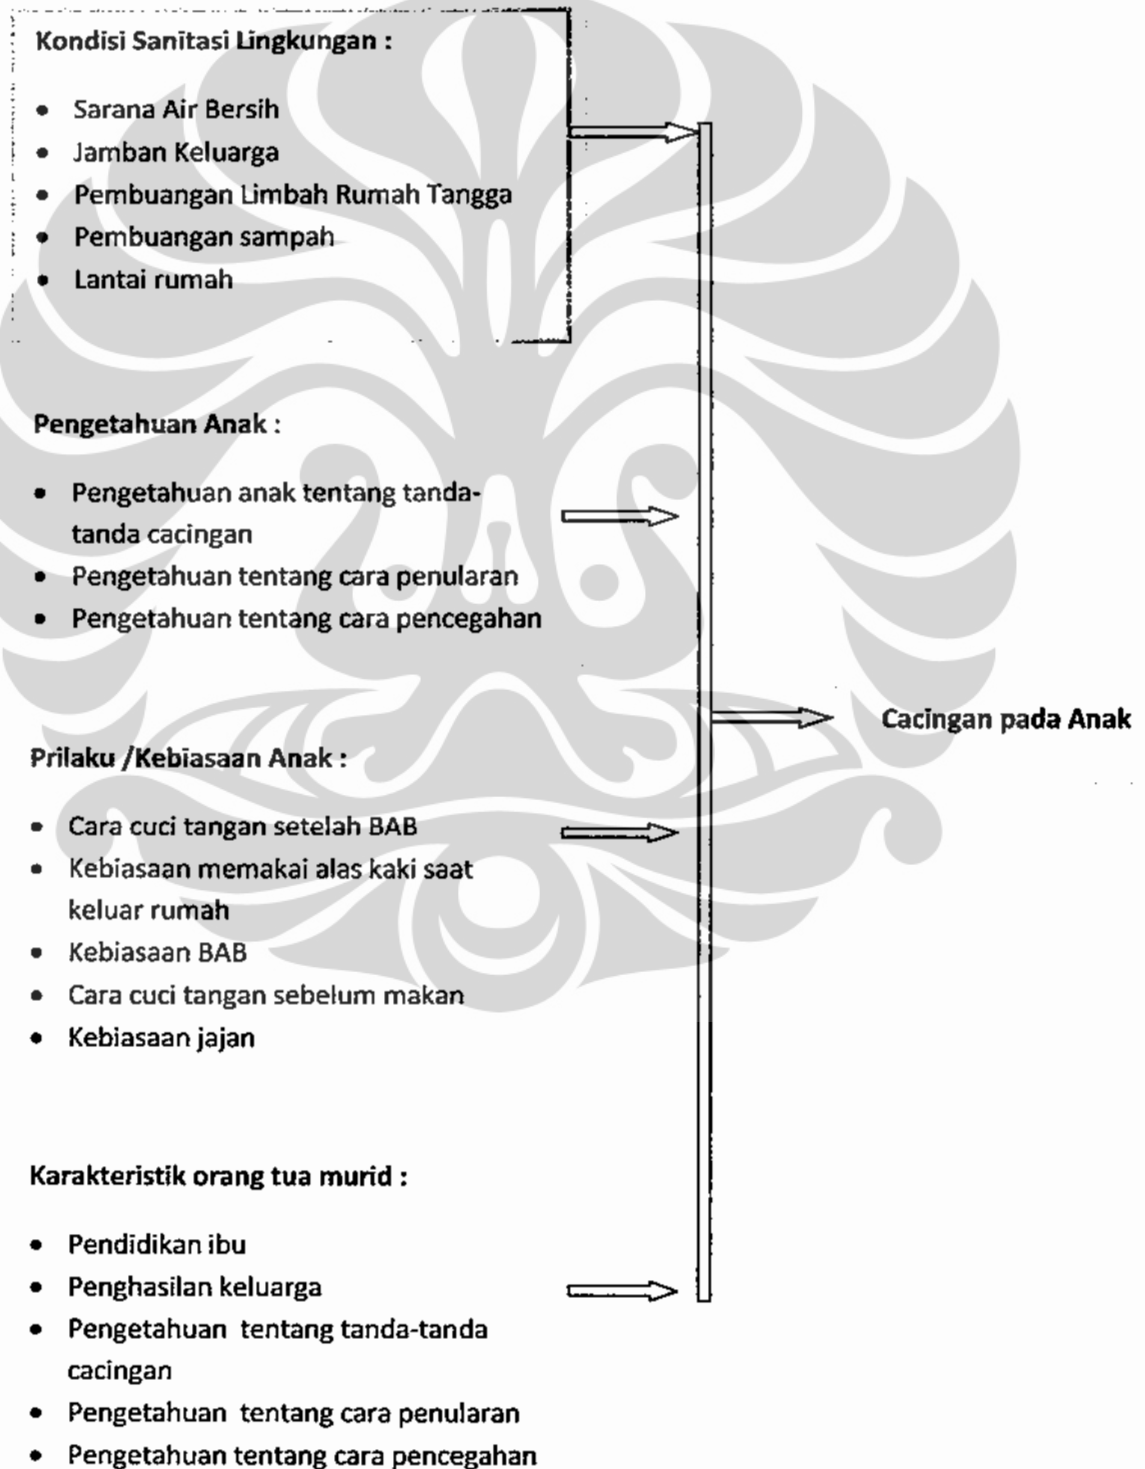 Kondisi Sanitasi Lingkungan :
• Sarana Air Bersih
• Jamban Keluarga
• Pembuangan Limbah Rumah Tangga
• Pembuangan sampah
• Lantai rumah
Pengetahuan Anak :
• Pengetahuan anak tentang tanda-
tanda cacingan
• Pengetahuan tentang cara penularan
• Pengetahuan tentang cara pencegahan
Cacingan pada Anak
Prilaku /Kebiasaan Anak :
• Cara cuci tangan setelah BAB
• Kebiasaan memakai alas kaki saat
keluar rumah
• Kebiasaan BAB
• Cara cuci tangan sebelum makan
• Kebiasaan jajan
Karakteristik orang tua murid :
• Pendidikan ibu
• Penghasilan keluarga
• Pengetahuan tentang tanda-tanda
cacingan
• Pengetahuan tentang cara penularan
• Pengetahuan tentang cara pencegahan